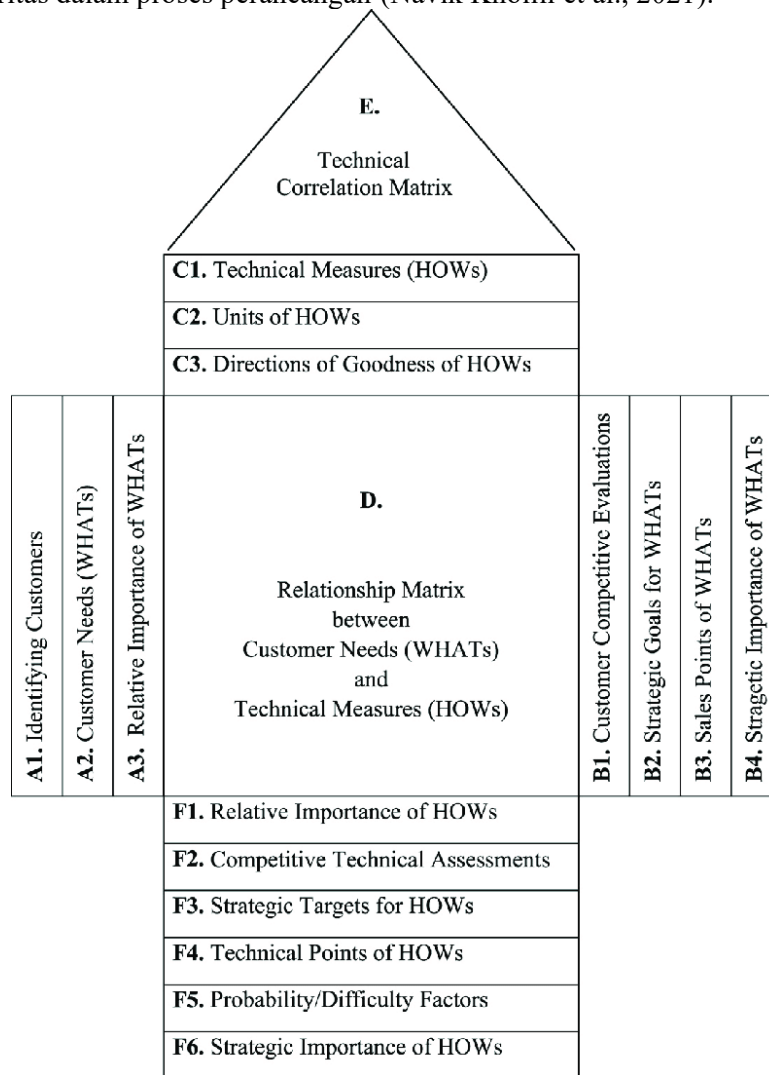 ritas dalam proses perancangan (Navik et al., 2021).
E.
Technical
Correlation Matrix
C1. Technical Measures (HOWs)
C2. Units of HOWs
C3. Directions of Goodness of HOWs
A1. Identifying Customers
A2. Customer Needs (WHATs)
A3. Relative Importance of WHATs
D.
Relationship Matrix
between
Customer Needs (WHATs)
and
Technical Measures (HOWs)
B1. Customer Competitive Evaluations
B2. Strategic Goals for WHATs
B3. Sales Points of WHATs
B4. Stragetic Importance of WHATs
F1. Relative Importance of HOWs
F2. Competitive Technical Assessments
F3. Strategic Targets for HOWs
F4. Technical Points of HOWs
F5. Probability/Difficulty Factors
F6. Strategic Importance of HOWs